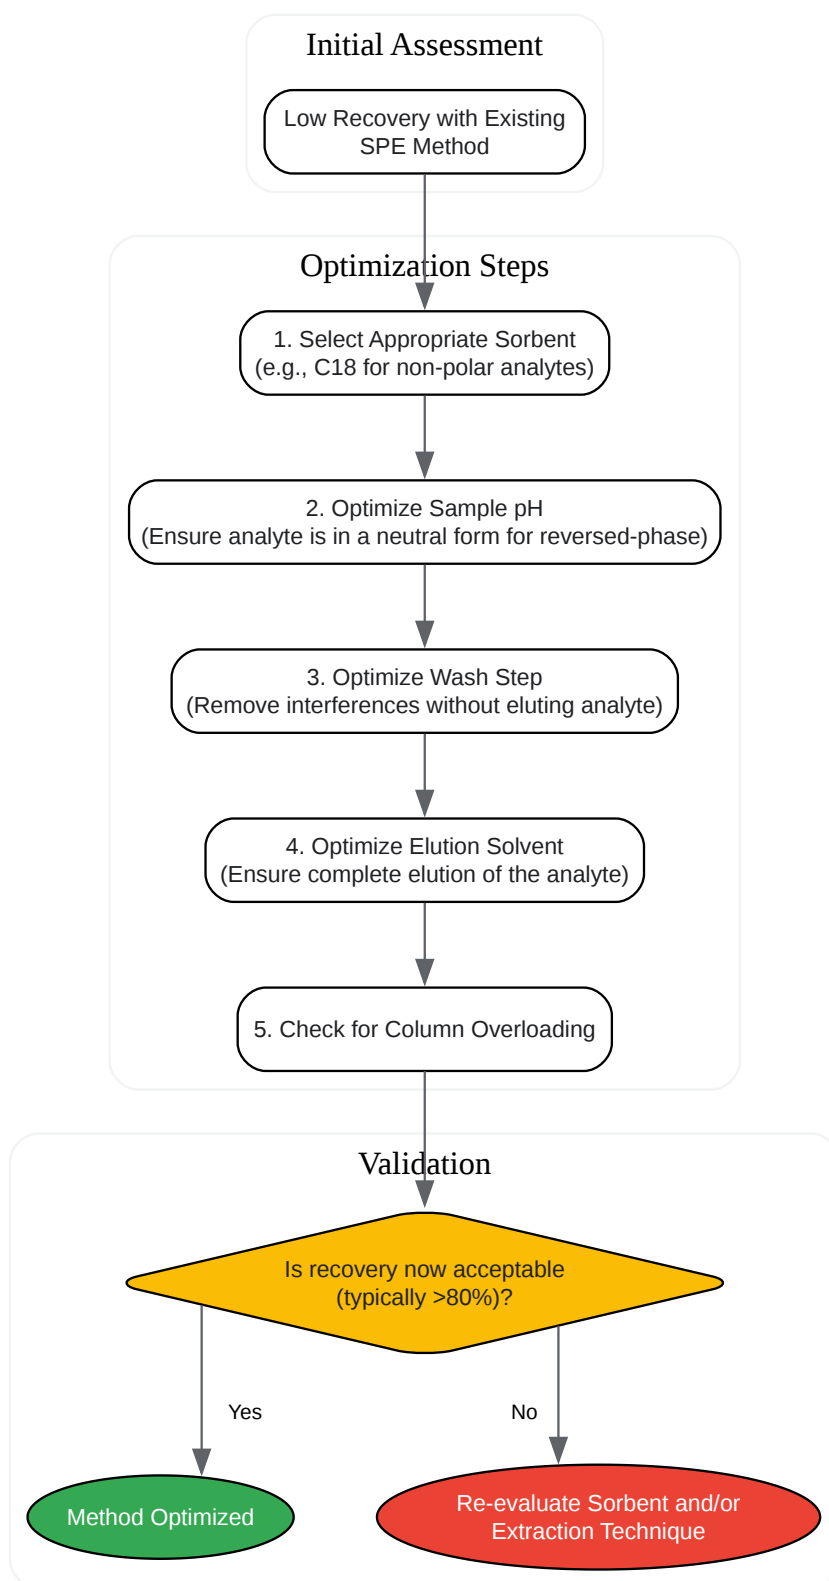 Initial Assessment
Low Recovery with Existing
SPE Method
Optimization Steps
1. Select Appropriate Sorbent
(e.g., C18 for non-polar analytes)
2. Optimize Sample pH
(Ensure analyte is in a neutral form for reversed-phase)
3. Optimize Wash Step
(Remove interferences without eluting analyte)
4. Optimize Elution Solvent
(Ensure complete elution of the analyte)
5. Check for Column Overloading
Validation
Is recovery now acceptable
(typically >80%)?
Yes
No
Method Optimized
Re-evaluate Sorbent and/or
Extraction Technique